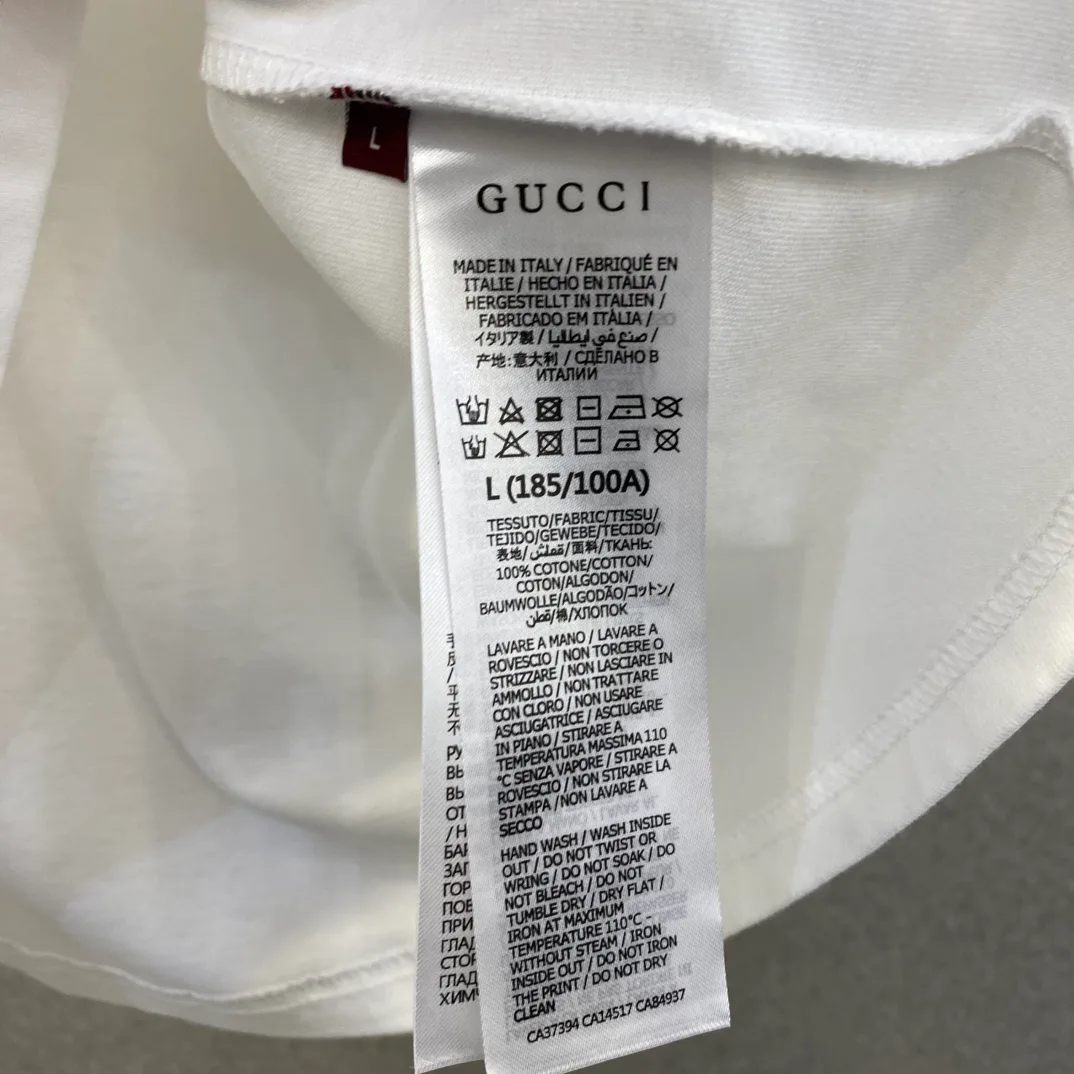 L
GUCCI
MADE IN ITALY / FABRIQUÉ EN
ITALIE / HECHO EN ITALIA /
HERGESTELLT IN ITALIEN /
FABRICADO EM ITÁLIA /
イタリア製 / صنع في ايطاليا /
产地:意大利 / СДЕЛАНО В
ИТАЛИИ
L (185/100A)
TESSUTO/FABRIC/TISSU/
TEJIDO/GEWEBE/TECIDO/
表地/قماش/面料/ТКАНЬ:
100% COTONE/COTTON/
COTON/ALGODON/
BAUMWOLLE/ALGODÃO/コットン/
قطن/棉/ХЛОПОК
LAVARE A MANO / LAVARE A
ROVESCIO / NON TORCERE O
STRIZZARE / NON LASCIARE IN
AMMOLLO / NON TRATTARE
CON CLORO / NON USARE
ASCIUGATRICE / ASCIUGARE
IN PIANO / STIRARE A
TEMPERATURA MASSIMA 110
°C SENZA VAPORE / STIRARE A
ROVESCIO / NON STIRARE LA
STAMPA / NON LAVARE A
SECCO
HAND WASH / WASH INSIDE
OUT / DO NOT TWIST OR
WRING / DO NOT SOAK / DO
NOT BLEACH / DO NOT
TUMBLE DRY / DRY FLAT /
IRON AT MAXIMUM
TEMPERATURE 110°C -
WITHOUT STEAM / IRON
INSIDE OUT / DO NOT IRON
THE PRINT / DO NOT DRY
CLEAN
CA37394 CA14517 CA84937